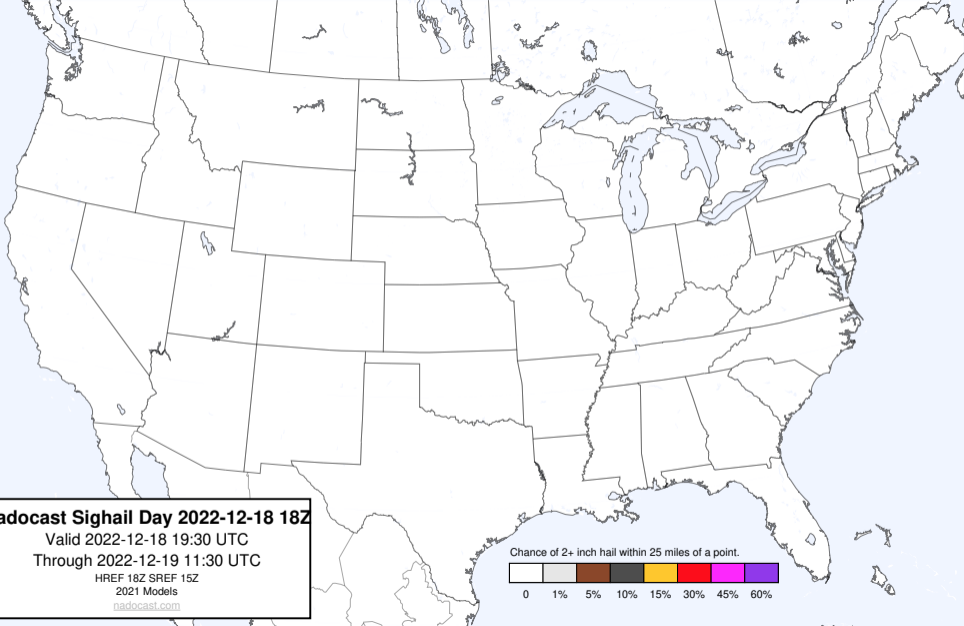 adocast Sighail Day 2022-12-18 18Z
Valid 2022-12-18 19:30 UTC
Through 2022-12-19 11:30 UTC
HREF 18Z SREF 15Z
2021 Models
nadocast.com
Chance of 2+ inch hail within 25 miles of a point.
0 1% 5% 10% 15% 30% 45% 60%